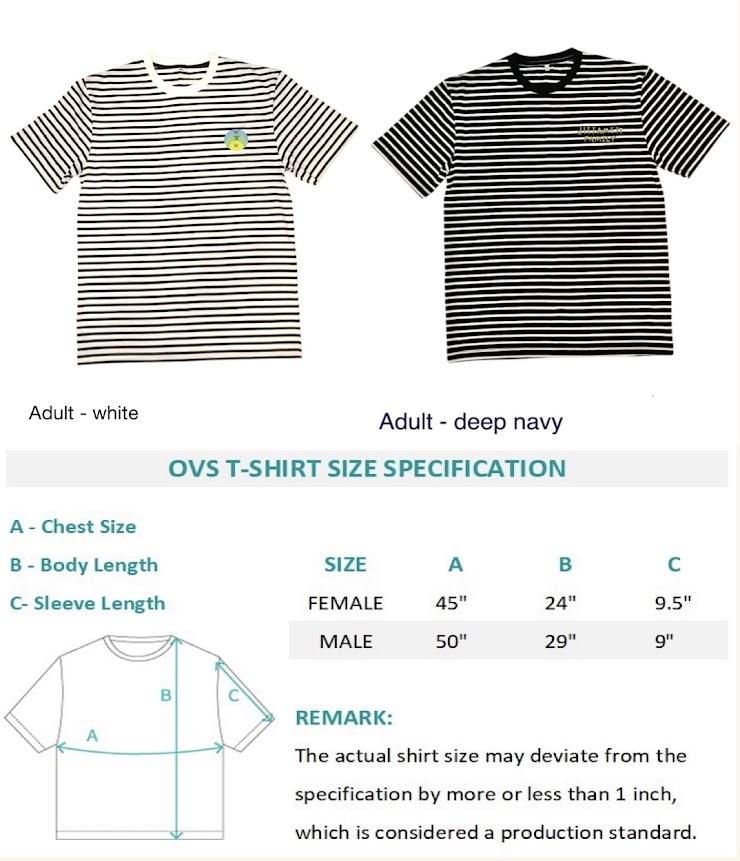 Adult - white
Adult - deep navy
OVS T-SHIRT SIZE SPECIFICATION
A - Chest Size
B - Body Length
C- Sleeve Length
SIZE A B C
FEMALE 45" 24" 9.5"
MALE 50" 29" 9"
B
C
A
REMARK:
The actual shirt size may deviate from the
specification by more or less than 1 inch,
which is considered a production standard.